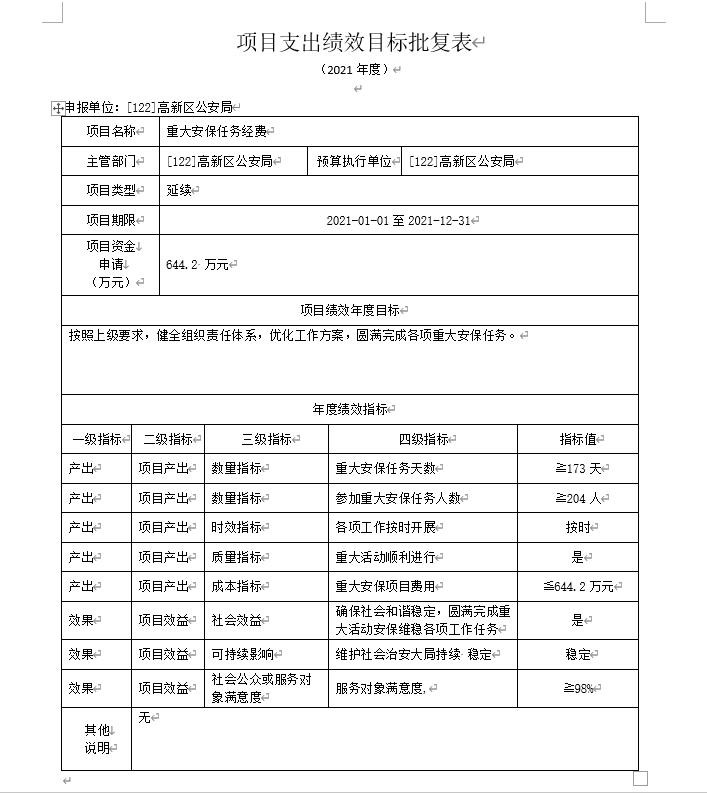 项目支出绩效目标批复表
（2021 年度）
申报单位：[122]高新区公安局
项目名称 重大安保任务经费
主管部门 [122]高新区公安局 预算执行单位 [122]高新区公安局
项目类型 延续
项目期限 2021-01-01 至 2021-12-31
项目资金
申请
（万元）
644.2 万元
项目绩效年度目标
按照上级要求，健全组织责任体系，优化工作方案，圆满完成各项重大安保任务。
年度绩效指标
一级指标 二级指标 三级指标 四级指标 指标值
产出 项目产出 数量指标 重大安保任务天数 ≧173 天
产出 项目产出 数量指标 参加重大安保任务人数 ≧204 人
产出 项目产出 时效指标 各项工作按时开展 按时
产出 项目产出 质量指标 重大活动顺利进行 是
产出 项目产出 成本指标 重大安保项目费用 ≦644.2 万元
效果 项目效益 社会效益 确保社会和谐稳定，圆满完成重
大活动安保维稳各项工作任务 是
效果 项目效益 可持续影响 维护社会治安大局持续 稳定 稳定
效果 项目效益 社会公众或服务对
象满意度 服务对象满意度, ≧98%
其他
说明
无